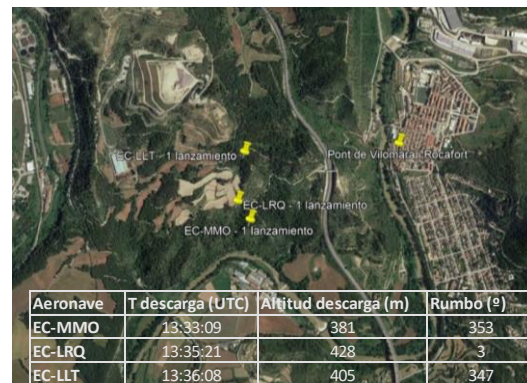 EC-LLT - 1 lanzamiento
Pont de Vilomara i Rocafort
EC-LRQ - 1 lanzamiento
EC-MMO - 1 lanzamiento
Aeronave T descarga (UTC) Altitud descarga (m) Rumbo (º)
EC-MMO 13:33:09 381 353
EC-LRQ 13:35:21 428 3
EC-LLT 13:36:08 405 347